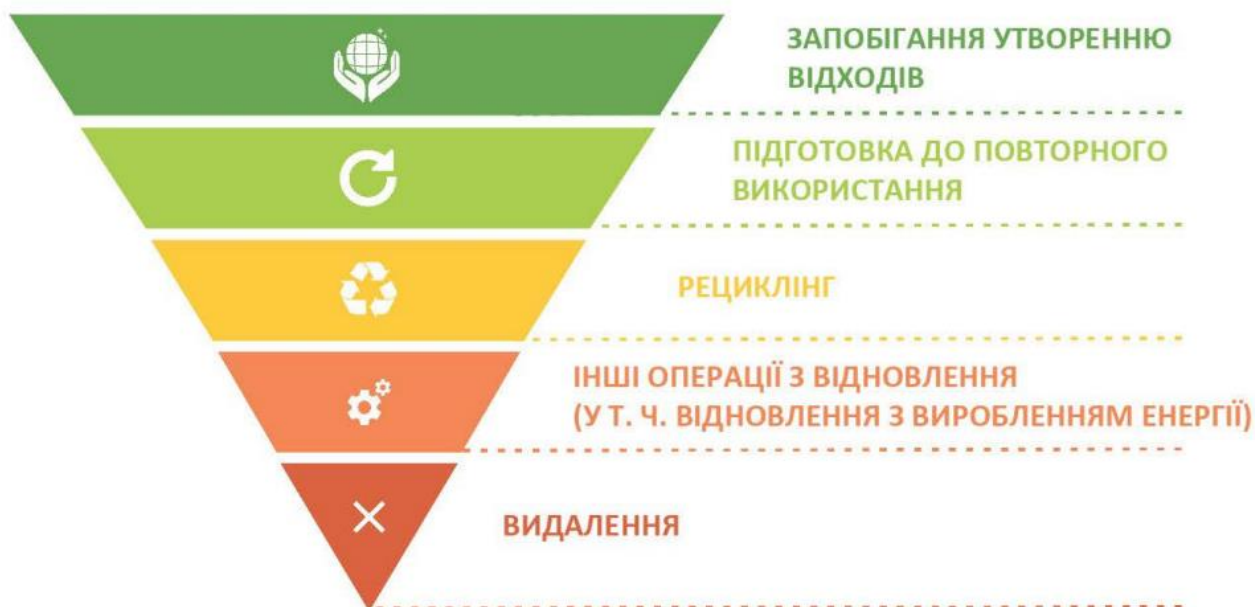 ЗАПОБІГАННЯ УТВОРЕННЮ
ВІДХОДІВ
ПІДГОТОВКА ДО ПОВТОРНОГО
ВИКОРИСТАННЯ
РЕЦИКЛІНГ
ІНШІ ОПЕРАЦІЇ З ВІДНОВЛЕННЯ
(У Т. Ч. ВІДНОВЛЕННЯ З ВИРОБЛЕННЯМ ЕНЕРГІЇ)
ВИДАЛЕННЯ